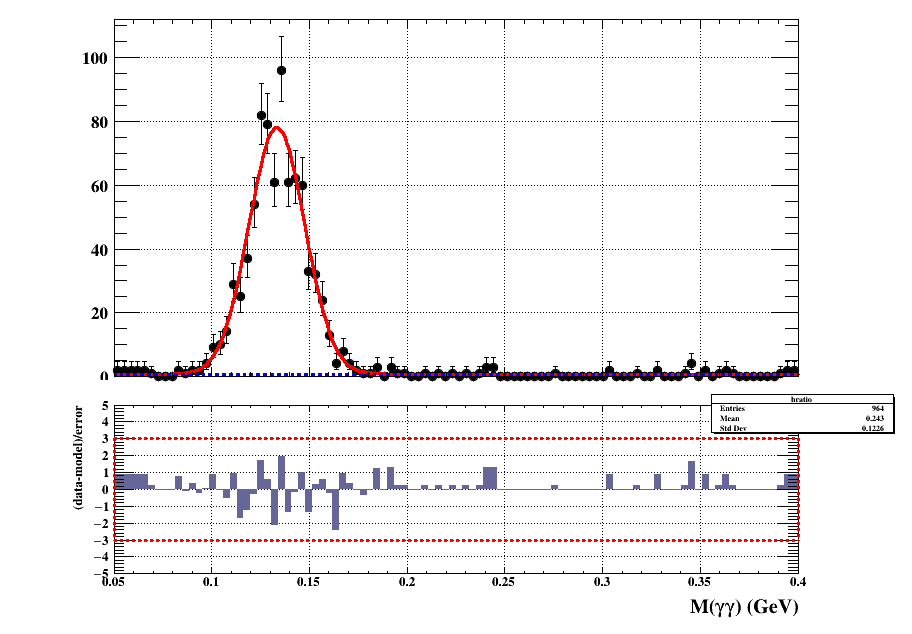 100
80
60
40
20
0
hratio
Entries 964
Mean 0.243
Std Dev 0.1226
(data-model)/error
5
4
3
2
1
0
−1
−2
−3
−4
−5
0.05 0.1 0.15 0.2 0.25 0.3 0.35 0.4
M(γγ) (GeV)